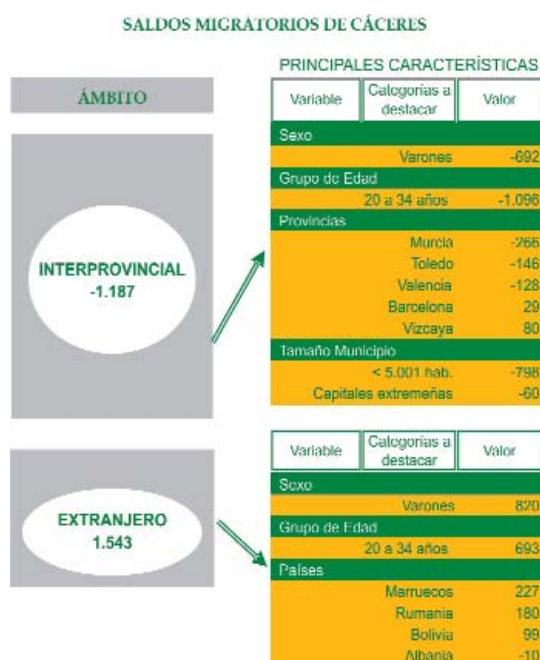 SALDOS MIGRATORIOS DE CÁCERES
ÁMBITO
INTERPROVINCIAL
-1.187
PRINCIPALES CARACTERÍSTICAS
Variable Categorías a destacar Valor
Sexo
Varones -692
Grupo de Edad
20 a 34 años -1.096
Provincias
Murcia -266
Toledo -146
Valencia -128
Barcelona 29
Vizcaya 80
Tamaño Municipio
< 5.001 hab. -798
Capitales extremeñas -60
EXTRANJERO
1.543
Variable Categorías a destacar Valor
Sexo
Varones 820
Grupo de Edad
20 a 34 años 693
Países
Marruecos 227
Rumania 180
Bolivia 99
Albania -10